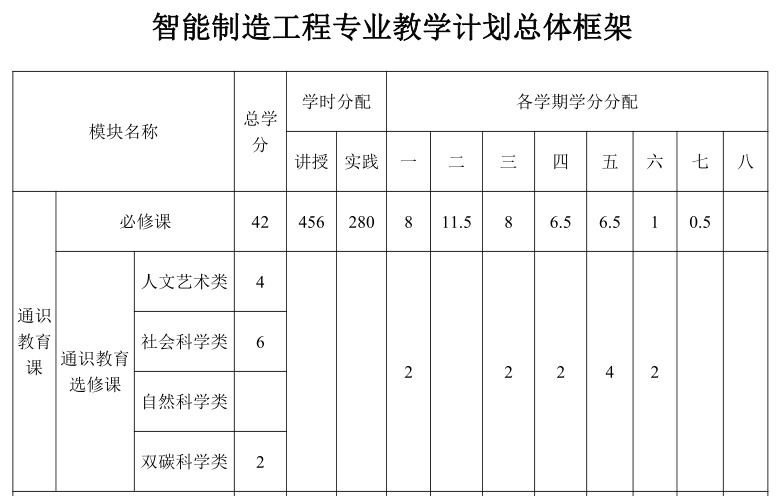 智能制造工程专业教学计划总体框架
模块名称 总学分 学时分配 各学期学分分配
讲授 实践 一 二 三 四 五 六 七 八
通识教育课 必修课 42 456 280 8 11.5 8 6.5 6.5 1 0.5
通识教育选修课 人文艺术类 4 2 2 2 4 2
社会科学类 6
自然科学类
双碳科学类 2